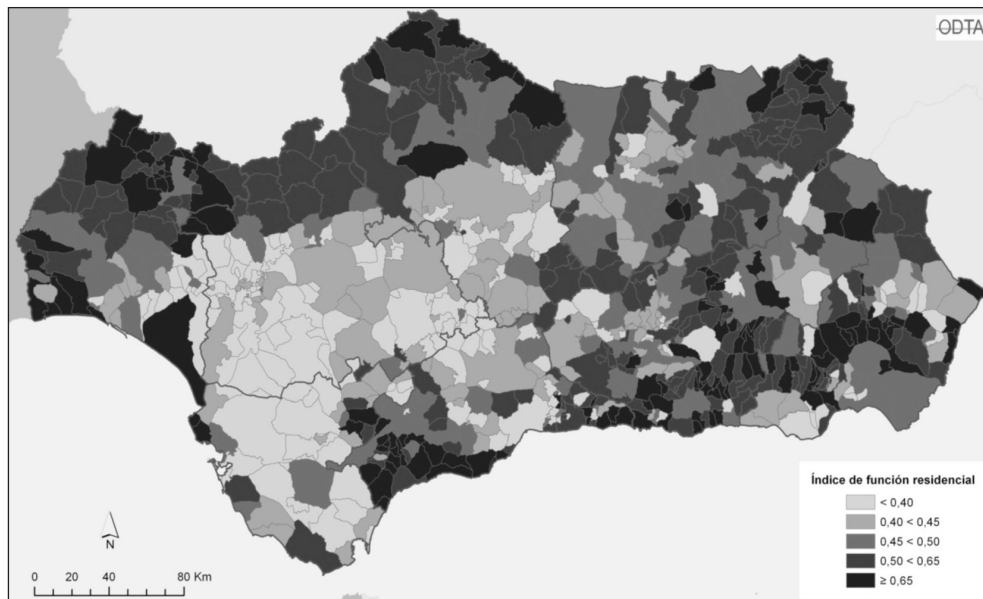 ODTA
Índice de función residencial
< 0,40
0,40 < 0,45
0,45 < 0,50
0,50 < 0,65
≥ 0,65
N
0 20 40 80 Km